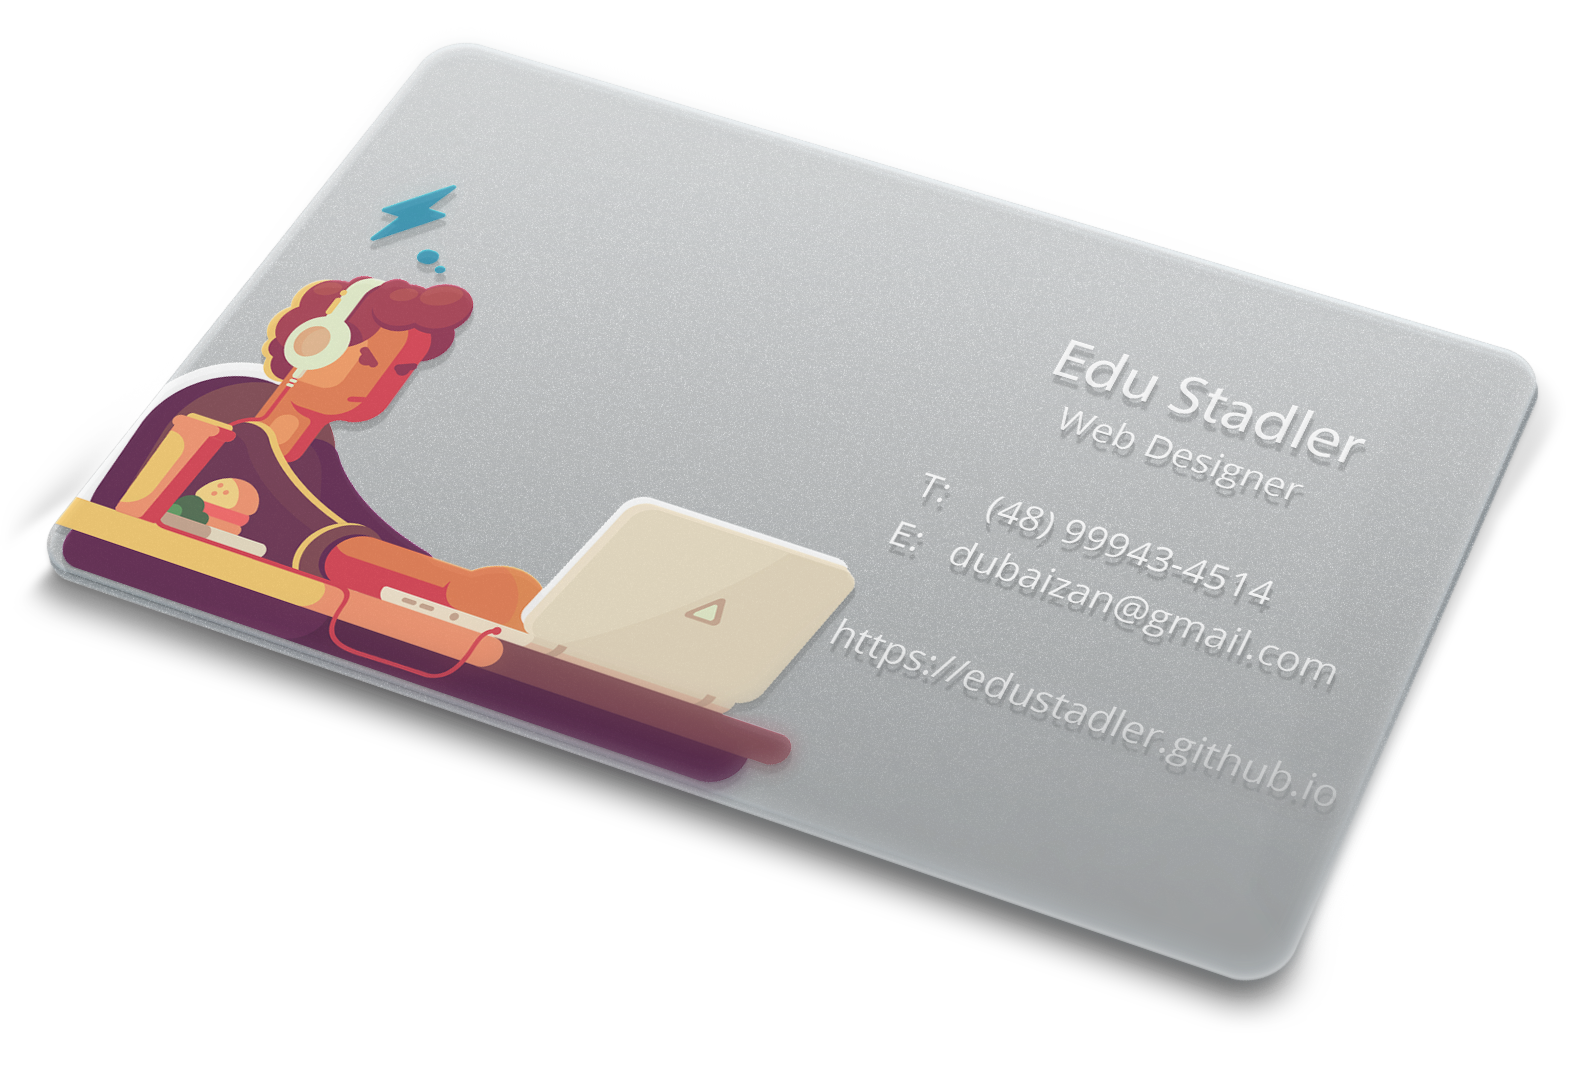 Edu Stadler
Web Designer
T: (48) 99943-4514
E: dubaizan@gmail.com
https://edustadler.github.io